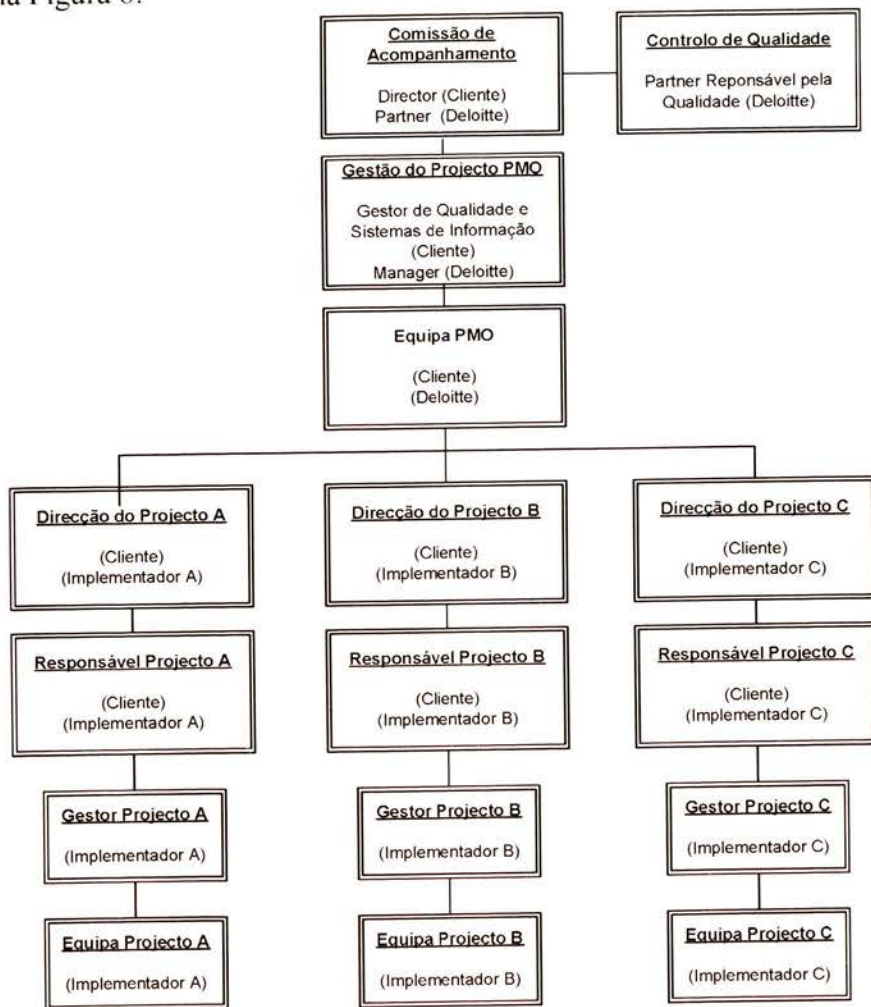 na Figura 6.
Comissão de
Acompanhamento
Director (Cliente)
Partner (Deloitte)
Controlo de Qualidade
Partner Reponsável pela
Qualidade (Deloitte)
Gestão do Projecto PMO
Gestor de Qualidade e
Sistemas de Informação
(Cliente)
Manager (Deloitte)
Equipa PMO
(Cliente)
(Deloitte)
Direcção do Projecto A
(Cliente)
(Implementador A)
Direcção do Projecto B
(Cliente)
(Implementador B)
Direcção do Projecto C
(Cliente)
(Implementador C)
Responsável Projecto A
(Cliente)
(Implementador A)
Responsável Projecto B
(Cliente)
(Implementador B)
Responsável Projecto C
(Cliente)
(Implementador C)
Gestor Projecto A
(Implementador A)
Gestor Projecto B
(Implementador B)
Gestor Projecto C
(Implementador C)
Equipa Projecto A
(Implementador A)
Equipa Projecto B
(Implementador B)
Equipa Projecto C
(Implementador C)